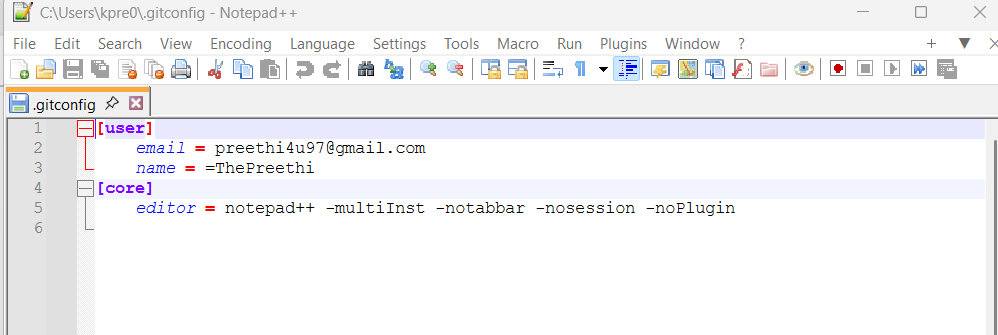 C:\Users\kpre0\.gitconfig - Notepad++
File Edit Search View Encoding Language Settings Tools Macro Run Plugins Window ?
.gitconfig
1 [user]
2 email = preethi4u97@gmail.com
3 name = =ThePreethi
4 [core]
5 editor = notepad++ -multiInst -notabbar -nosession -noPlugin
6